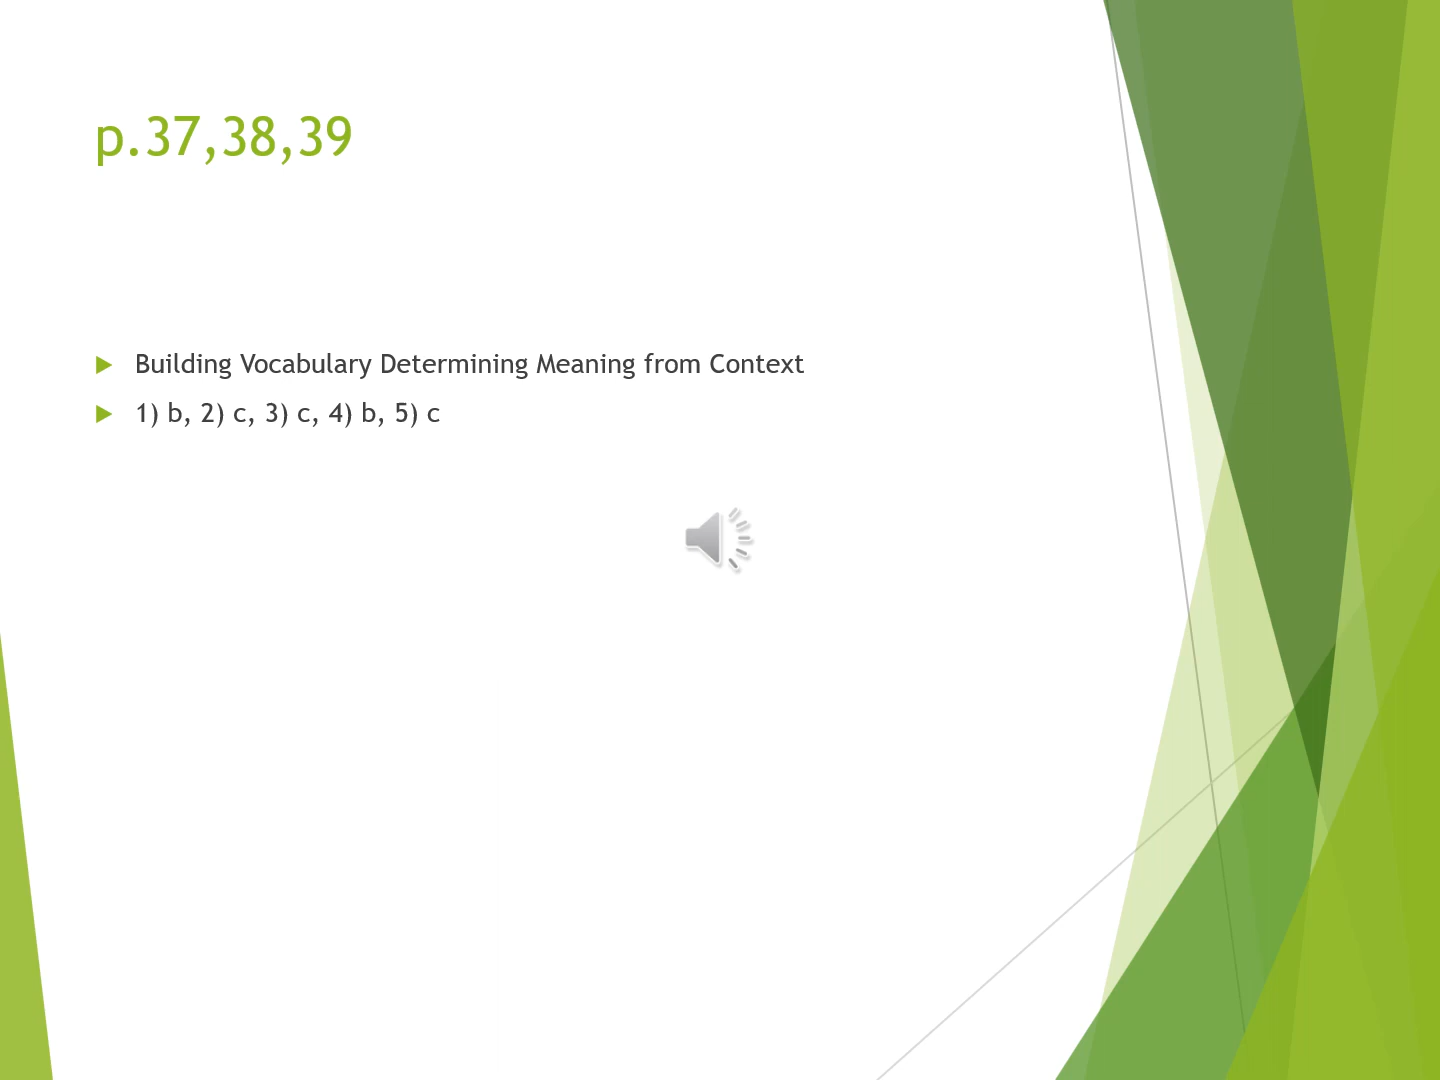 p.37,38,39
Building Vocabulary Determining Meaning from Context
1) b, 2) c, 3) c, 4) b, 5) c